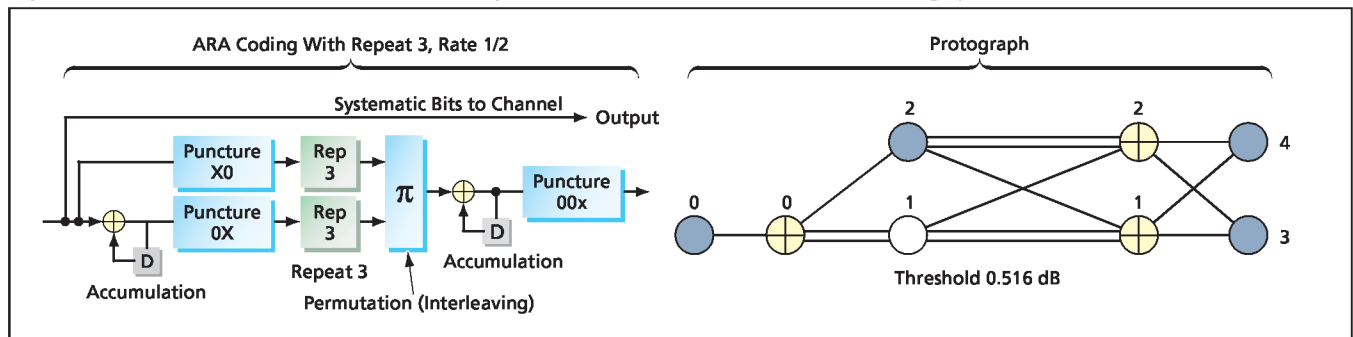 ARA Coding With Repeat 3, Rate 1/2
Systematic Bits to Channel
Output
Puncture
X0
Rep
3
π
Puncture
00x
Puncture
0X
Rep
3
D
D
Accumulation
Repeat 3
Accumulation
Permutation (Interleaving)
Protograph
2
2
4
0
0
1
1
3
Threshold 0.516 dB